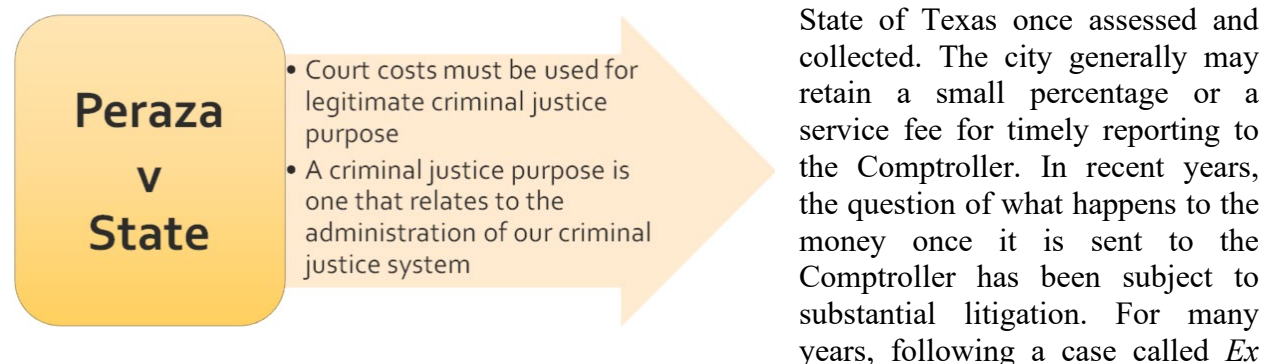 Peraza
v
State
• Court costs must be used for
legitimate criminal justice
purpose
• A criminal justice purpose is
one that relates to the
administration of our criminal
justice system
State of Texas once assessed and
collected. The city generally may
retain a small percentage or a
service fee for timely reporting to
the Comptroller. In recent years,
the question of what happens to the
money once it is sent to the
Comptroller has been subject to
substantial litigation. For many
years, following a case called Ex